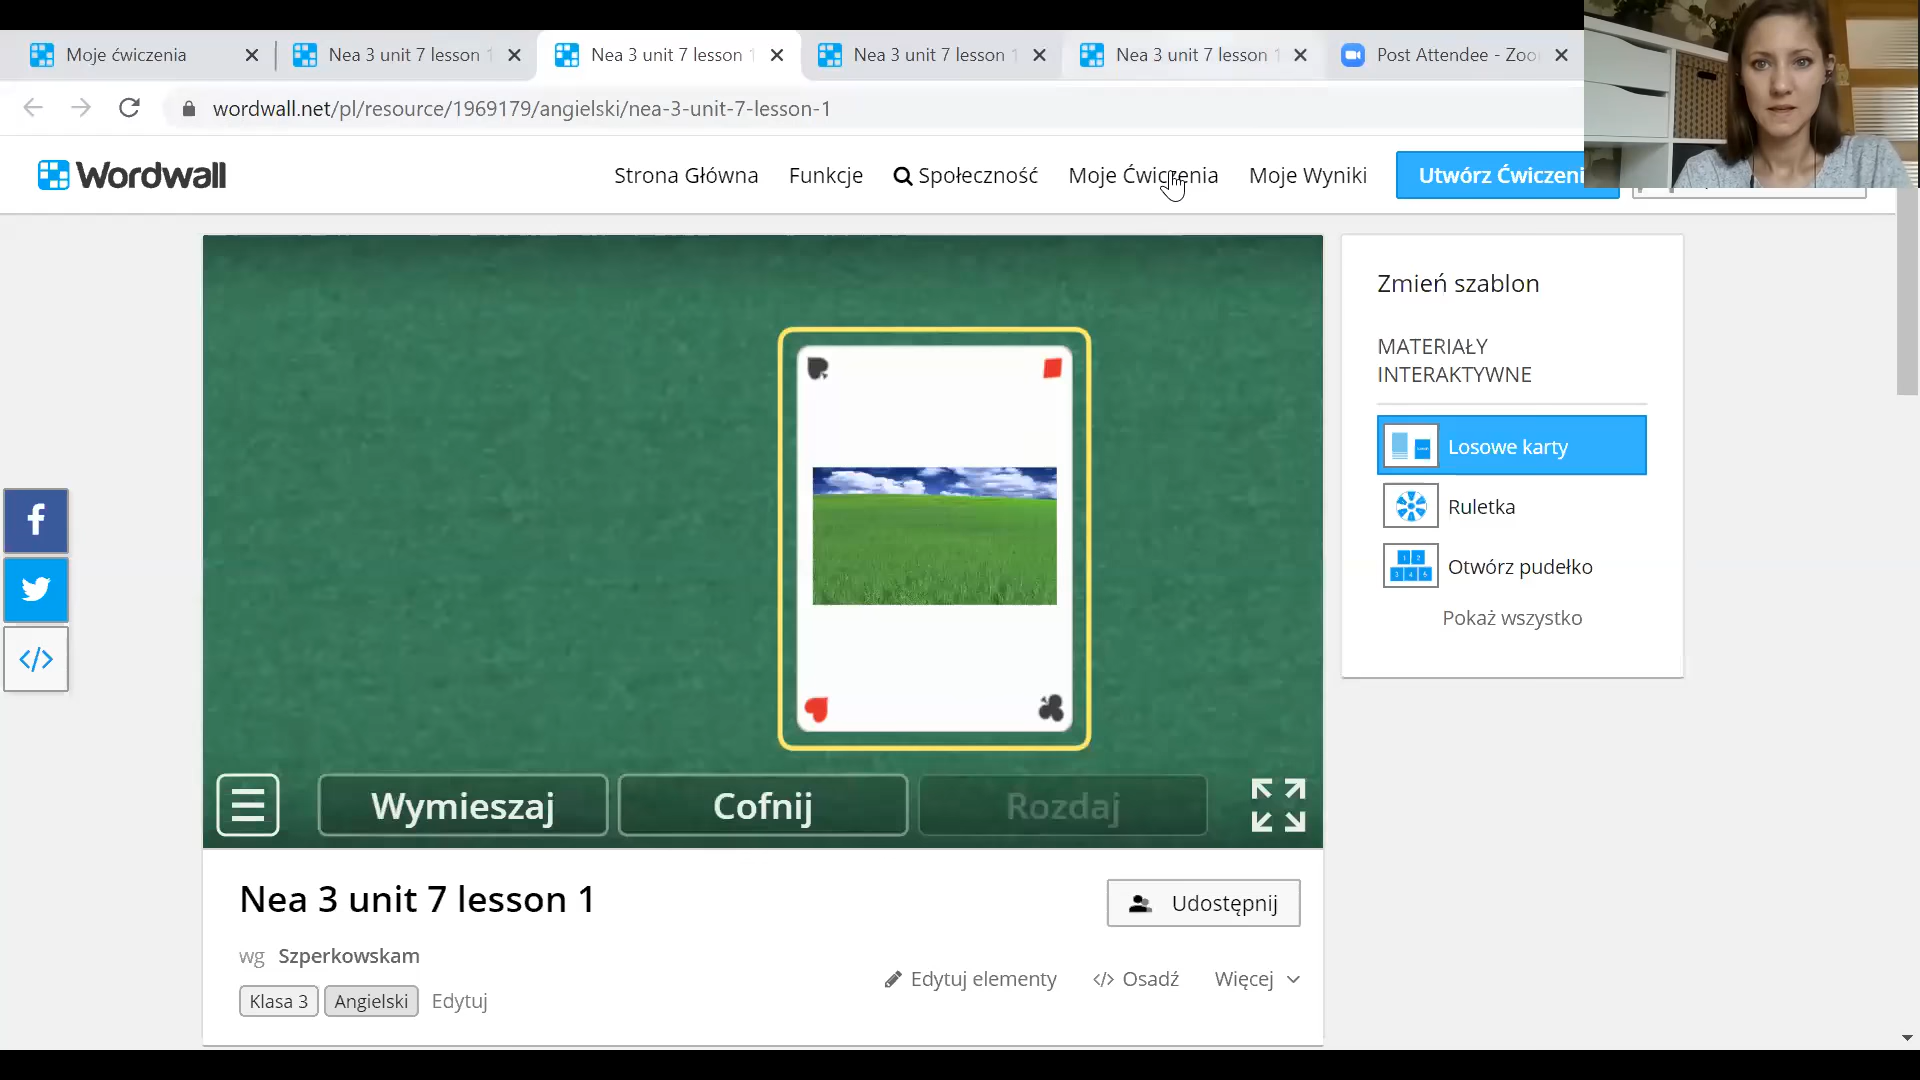 Moje ćwiczenia
Nea 3 unit 7 lesson 1
Nea 3 unit 7 lesson 1
Nea 3 unit 7 lesson 1
Nea 3 unit 7 lesson 1
Post Attendee - Zoo
wordwall.net/pl/resource/1969179/angielski/nea-3-unit-7-lesson-1
Wordwall
Strona Główna
Funkcje
Społeczność
Moje Ćwiczenia
Moje Wyniki
Utwórz Ćwiczeni
Zmień szablon
MATERIAŁY
INTERAKTYWNE
Losowe karty
Ruletka
Otwórz pudełko
Pokaż wszystko
Wymieszaj
Cofnij
Rozdaj
Nea 3 unit 7 lesson 1
Udostępnij
wg Szperkowskam
Edytuj elementy
Osadź
Więcej
Klasa 3
Angielski
Edytuj